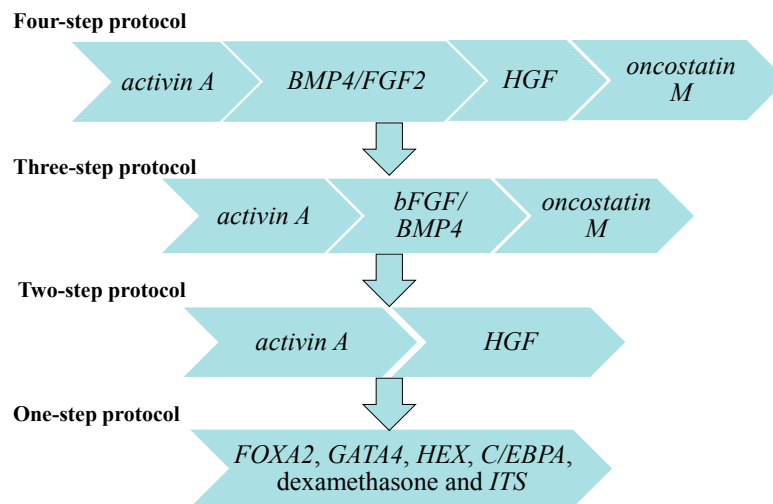 Four-step protocol
activin A
BMP4/FGF2
HGF
oncostatin
M
Three-step protocol
activin A
bFGF/
BMP4
oncostatin
M
Two-step protocol
activin A
HGF
One-step protocol
FOXA2, GATA4, HEX, C/EBPA,
dexamethasone and ITS